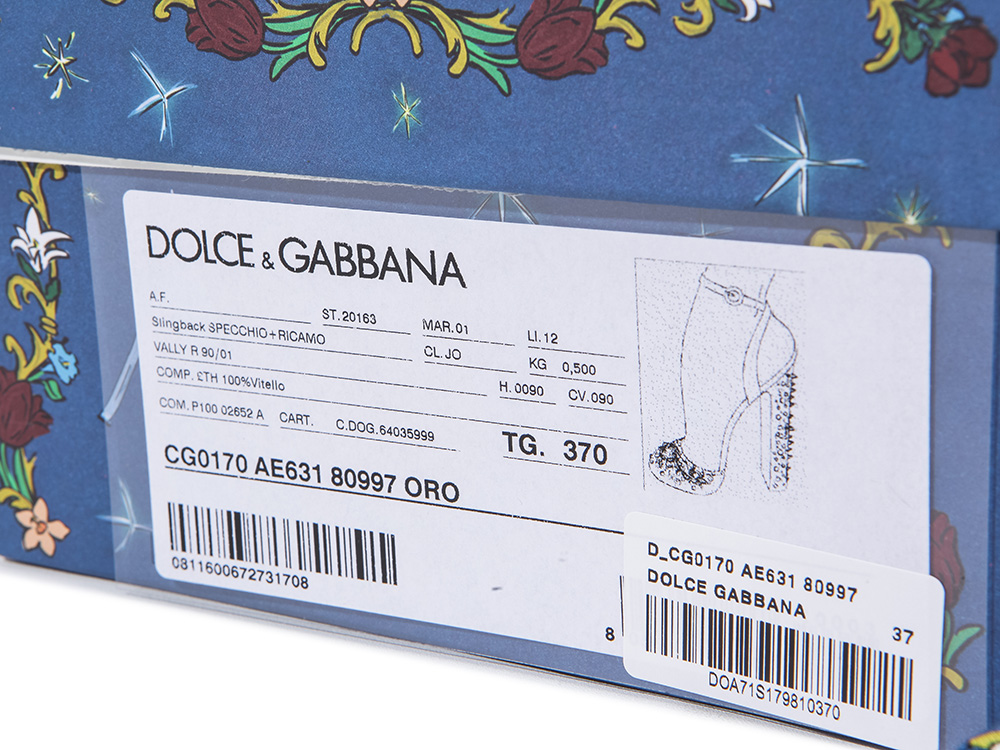 DOLCE & GABBANA
A.F. ST.20163 MAR.01 LI.12
Slingback SPECCHIO+RICAMO CL.JO KG 0,500
VALLY R 90/01 H.0090 CV.090
COMP. £TH 100%Vitello
COM. P100 02652 A CART. C.DOG.64035999 TG. 370
CG0170 AE631 80997 ORO
0811600672731708
8
D_CG0170 AE631 80997
DOLCE GABBANA
37
DOA71S179810370